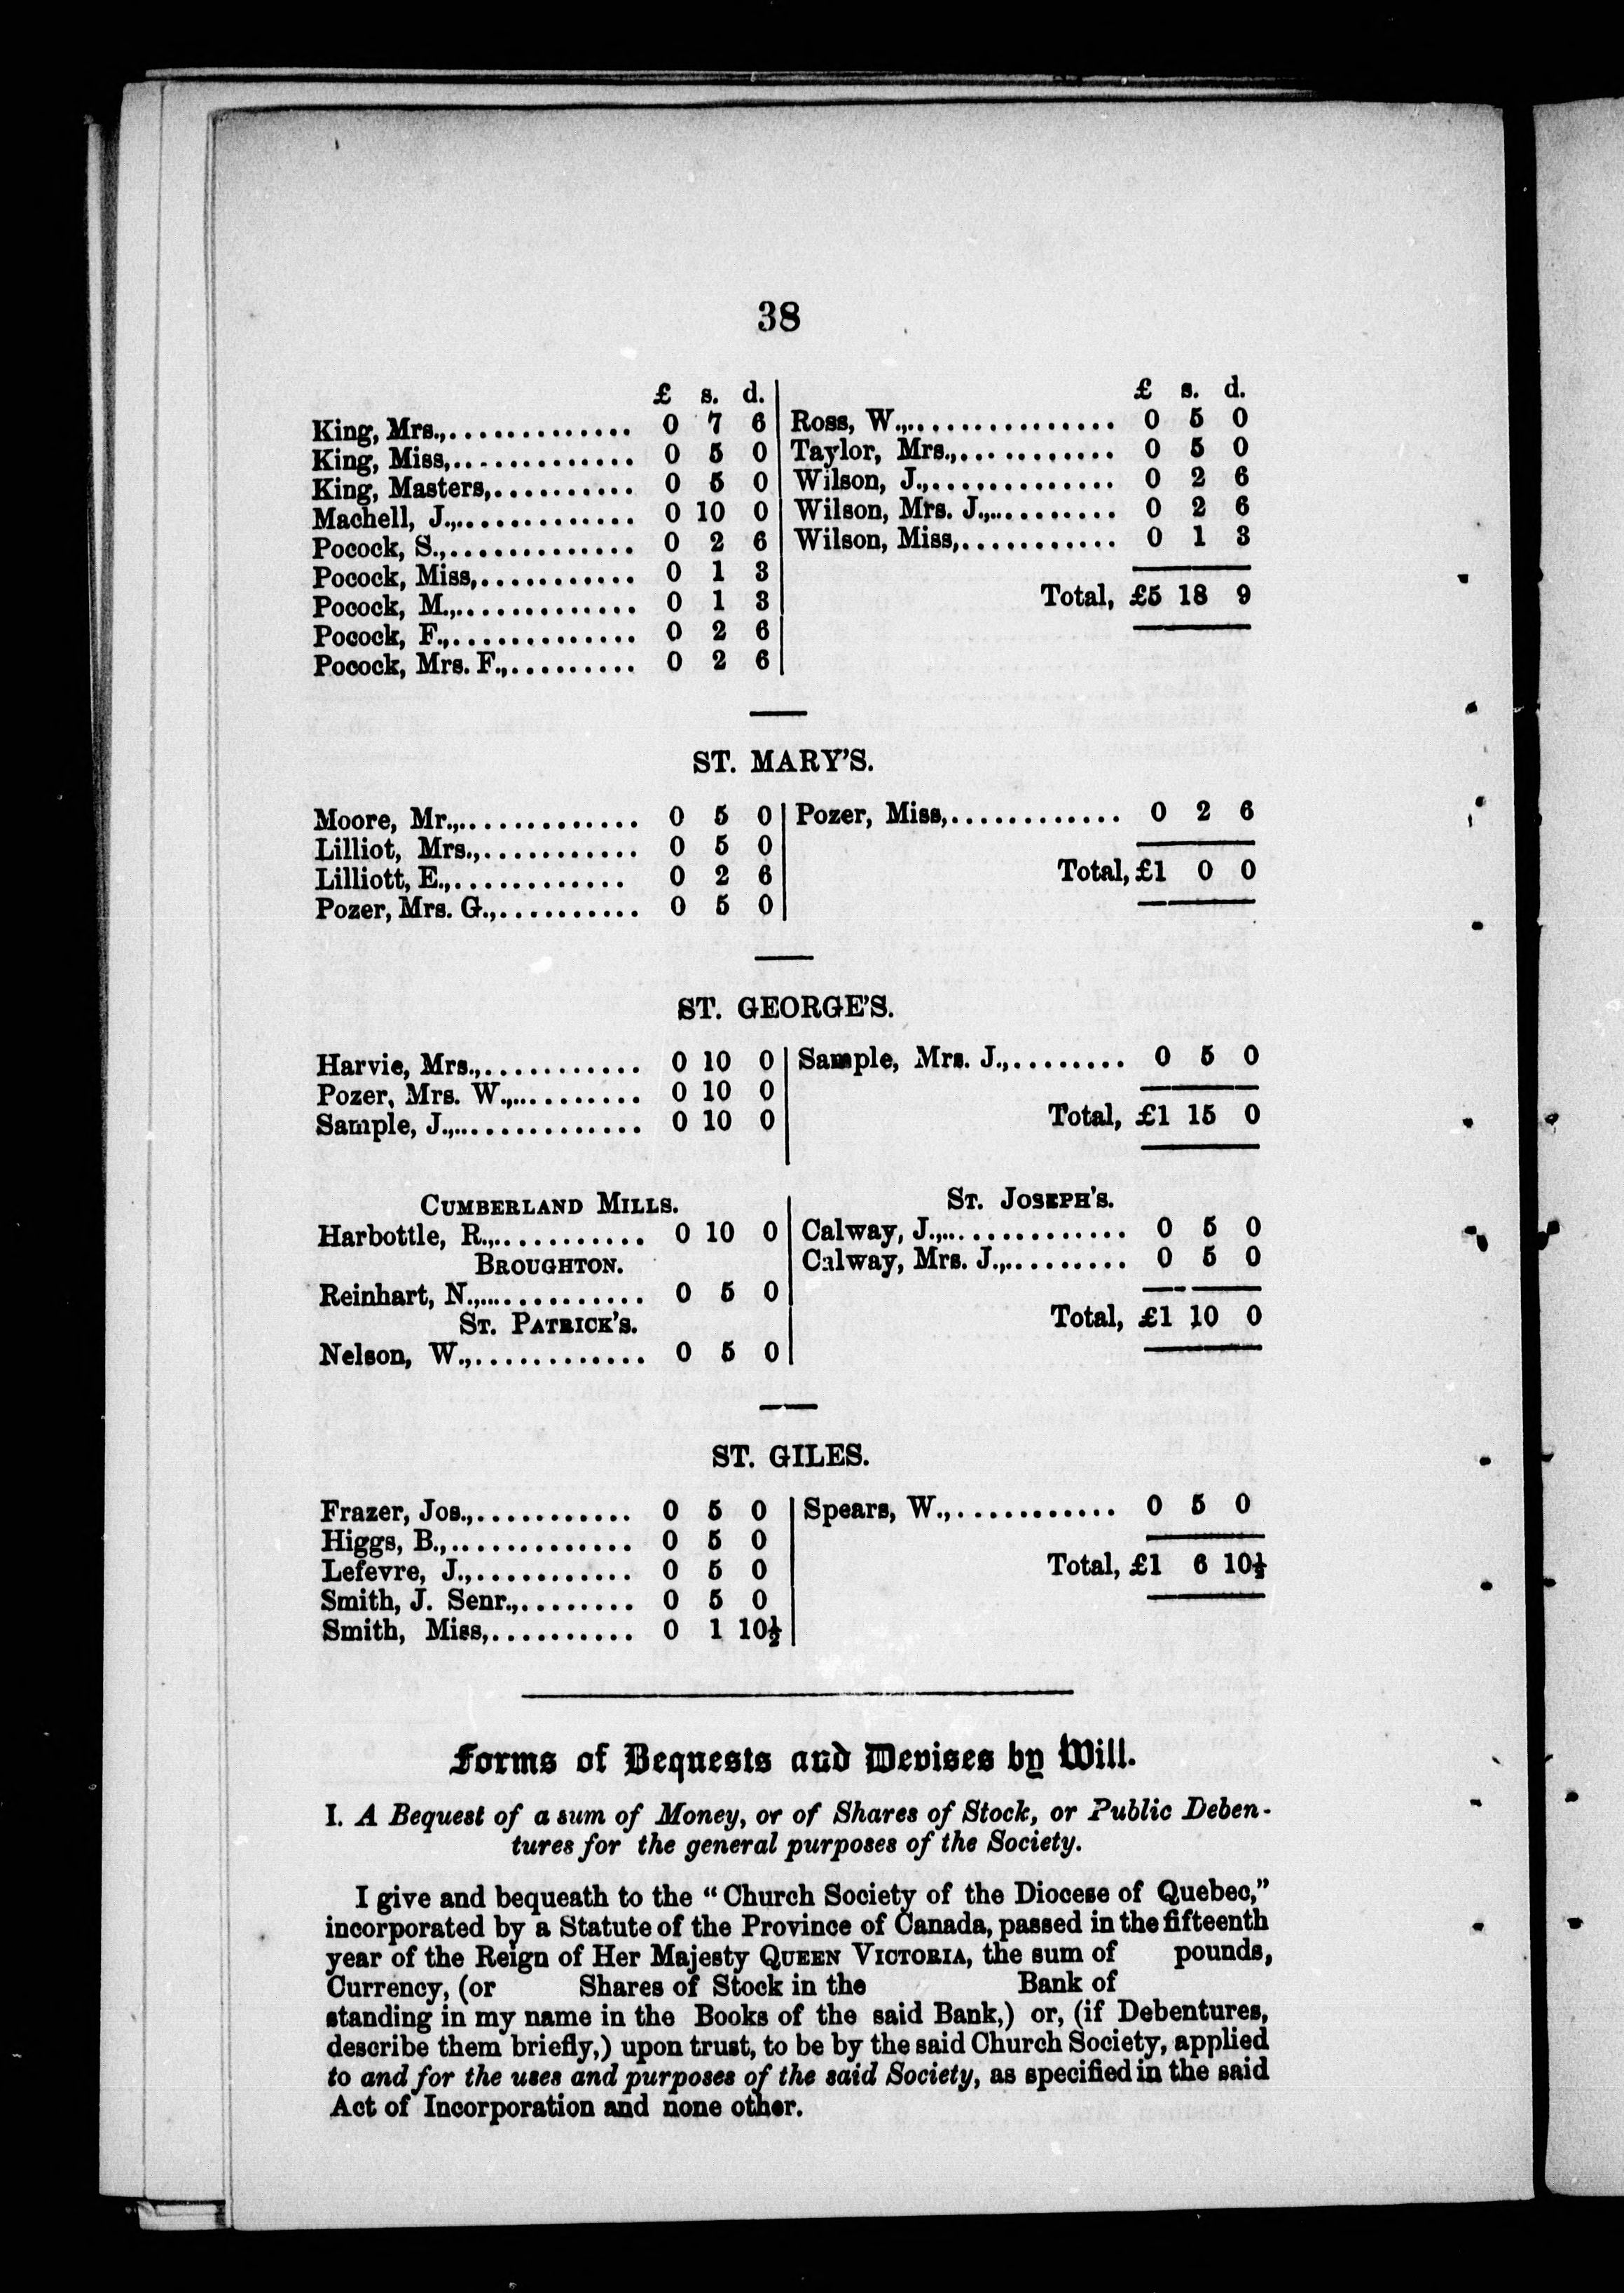 38
£ s. d.
King, Mrs.,.............. 0 7 6
King, Miss,.............. 0 5 0
King, Masters,.......... 0 5 0
Machell, J.,.............. 0 10 0
Pocock, S.,.............. 0 2 6
Pocock, Miss,............ 0 1 3
Pocock, M.,.............. 0 1 3
Pocock, F.,.............. 0 2 6
Pocock, Mrs. F.,.......... 0 2 6
£ s. d.
Ross, W.,................ 0 5 0
Taylor, Mrs.,............ 0 5 0
Wilson, J.,.............. 0 2 6
Wilson, Mrs. J.,.......... 0 2 6
Wilson, Miss,............ 0 1 3
Total, £5 18 9
ST. MARY'S.
Moore, Mr.,.............. 0 5 0
Lilliot, Mrs.,............ 0 5 0
Lilliott, E.,............. 0 2 6
Pozer, Mrs. G.,........... 0 5 0
Pozer, Miss,............. 0 2 6
Total, £1 0 0
ST. GEORGE'S.
Harvie, Mrs.,............ 0 10 0
Pozer, Mrs. W.,.......... 0 10 0
Sample, J.,.............. 0 10 0
Sample, Mrs. J.,......... 0 5 0
Total, £1 15 0
CUMBERLAND MILLS.
Harbottle, R.,............ 0 10 0
BROUGHTON.
Reinhart, N.,............. 0 5 0
ST. PATRICK'S.
Nelson, W.,............. 0 5 0
ST. JOSEPH'S.
Calway, J.,.............. 0 5 0
Calway, Mrs. J.,.......... 0 5 0
Total, £1 10 0
ST. GILES.
Frazer, Jos.,............ 0 5 0
Higgs, B.,.............. 0 5 0
Lefevre, J.,............ 0 5 0
Smith, J. Senr.,......... 0 5 0
Smith, Miss,........... 0 1 10½
Spears, W.,............ 0 5 0
Total, £1 6 10½
Forms of Bequests and Devises by Will.
I. A Bequest of a sum of Money, or of Shares of Stock, or Public Deben-
tures for the general purposes of the Society.
I give and bequeath to the "Church Society of the Diocese of Quebec,"
incorporated by a Statute of the Province of Canada, passed in the fifteenth
year of the Reign of Her Majesty QUEEN VICTORIA, the sum of pounds,
Currency, (or Shares of Stock in the Bank of
standing in my name in the Books of the said Bank,) or, (if Debentures,
describe them briefly,) upon trust, to be by the said Church Society, applied
to and for the uses and purposes of the said Society, as specified in the said
Act of Incorporation and none other.